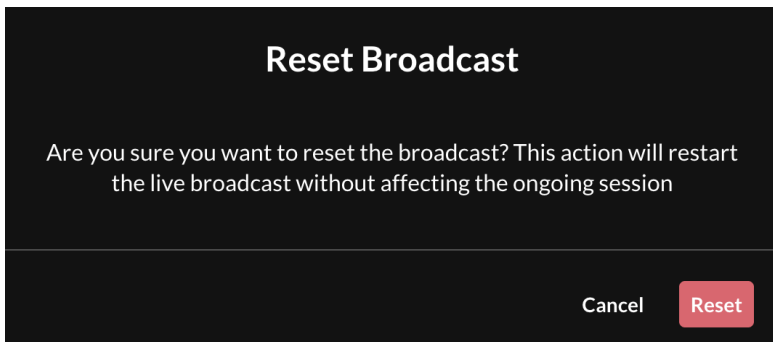 Reset Broadcast
Are you sure you want to reset the broadcast? This action will restart
the live broadcast without affecting the ongoing session
Cancel
Reset